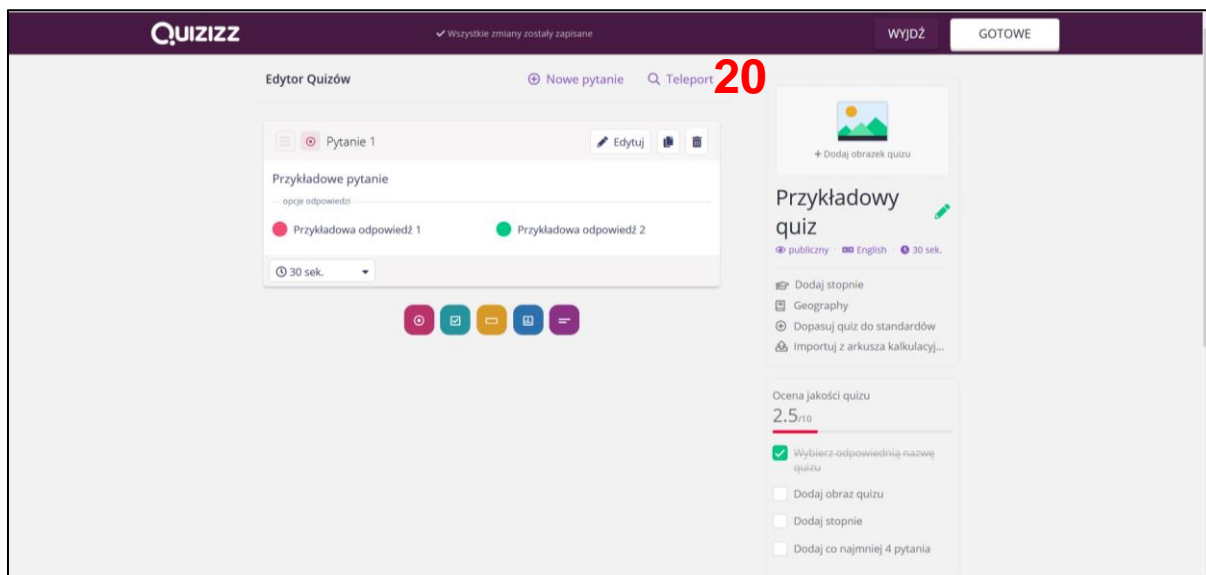 QUIZIZZ
Wszystkie zmiany zostały zapisane
WYJDŹ
GOTOWE
Edytor Quizów
Nowe pytanie
Teleport
20
Pytanie 1
Edytuj
Przykładowe pytanie
opcje odpowiedzi
Przykładowa odpowiedź 1
Przykładowa odpowiedź 2
30 sek.
+ Dodaj obrazek quizu
Przykładowy
quiz
publiczny · English · 30 sek.
Dodaj stopnie
Geography
Dopasuj quiz do standardów
Importuj z arkusza kalkulacyj...
Ocena jakości quizu
2.5/10
Wybierz odpowiednią nazwę
quizu
Dodaj obraz quizu
Dodaj stopnie
Dodaj co najmniej 4 pytania